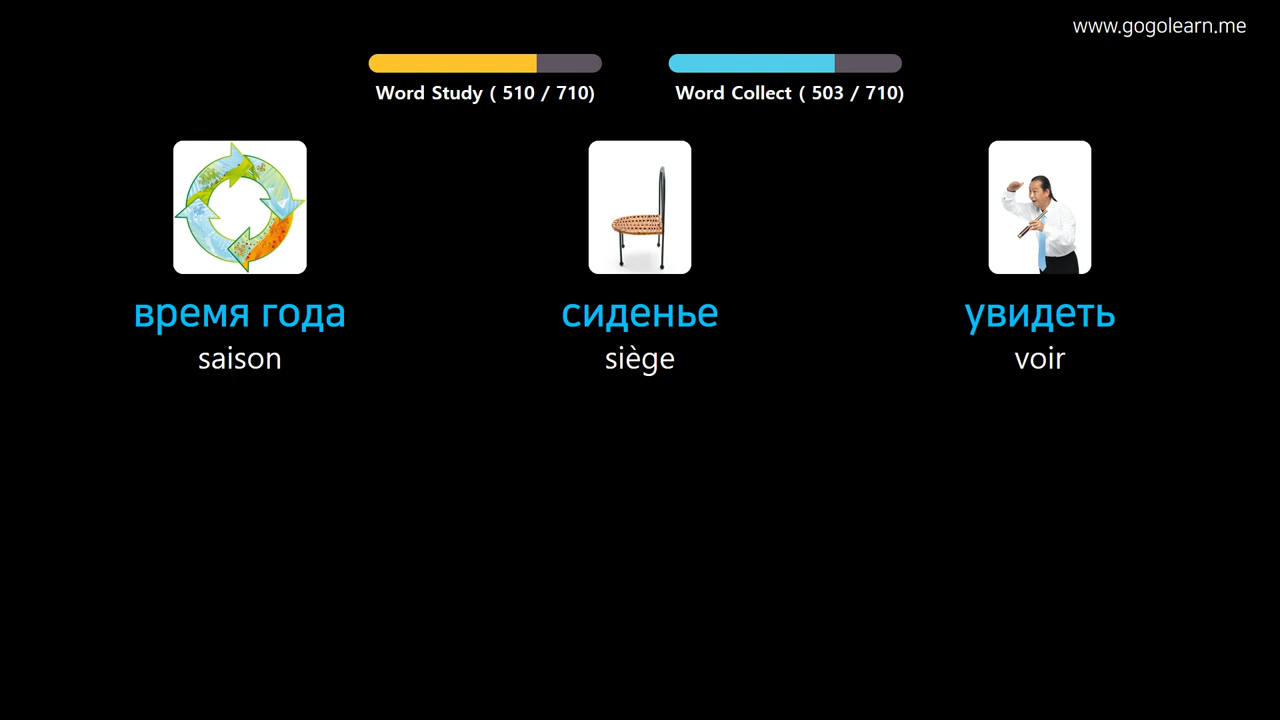 www.gogolearn.me
Word Study ( 510 / 710)
Word Collect ( 503 / 710)
время года
сиденье
увидеть
saison
siège
voir